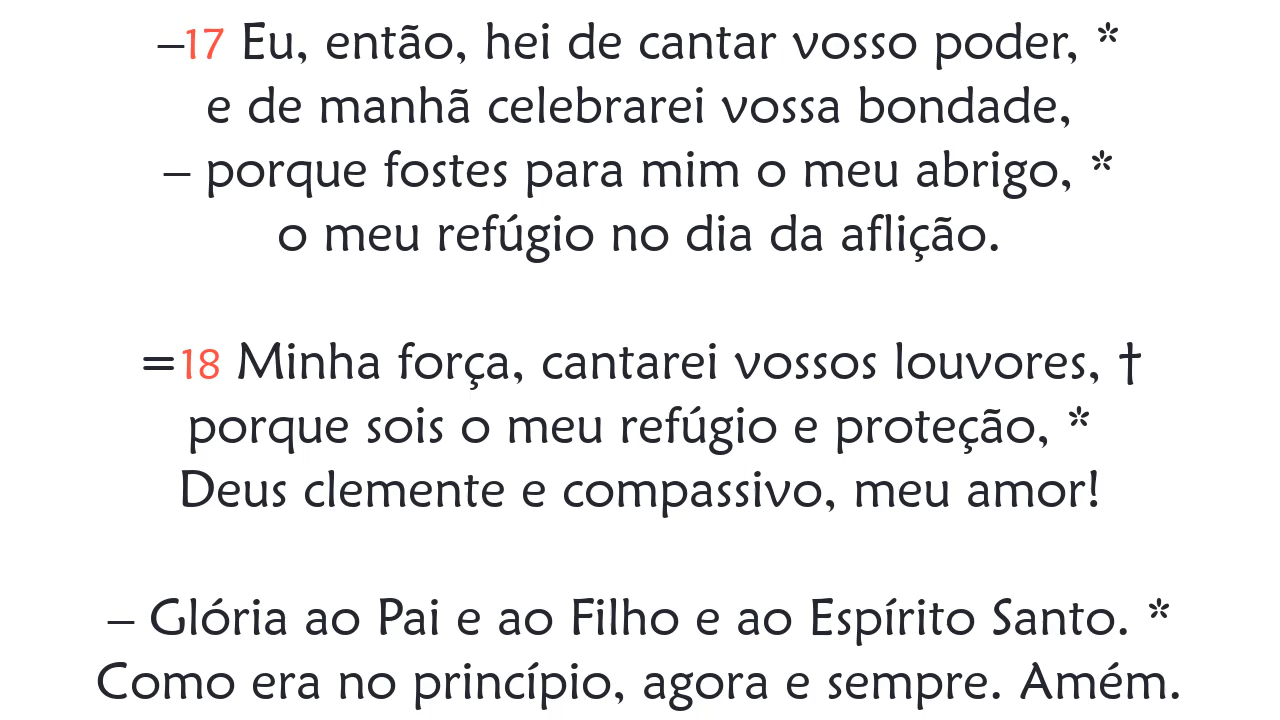 –17 Eu, então, hei de cantar vosso poder, *
e de manhã celebrarei vossa bondade,
– porque fostes para mim o meu abrigo, *
o meu refúgio no dia da aflição.
=18 Minha força, cantarei vossos louvores, †
porque sois o meu refúgio e proteção, *
Deus clemente e compassivo, meu amor!
– Glória ao Pai e ao Filho e ao Espírito Santo. *
Como era no princípio, agora e sempre. Amém.